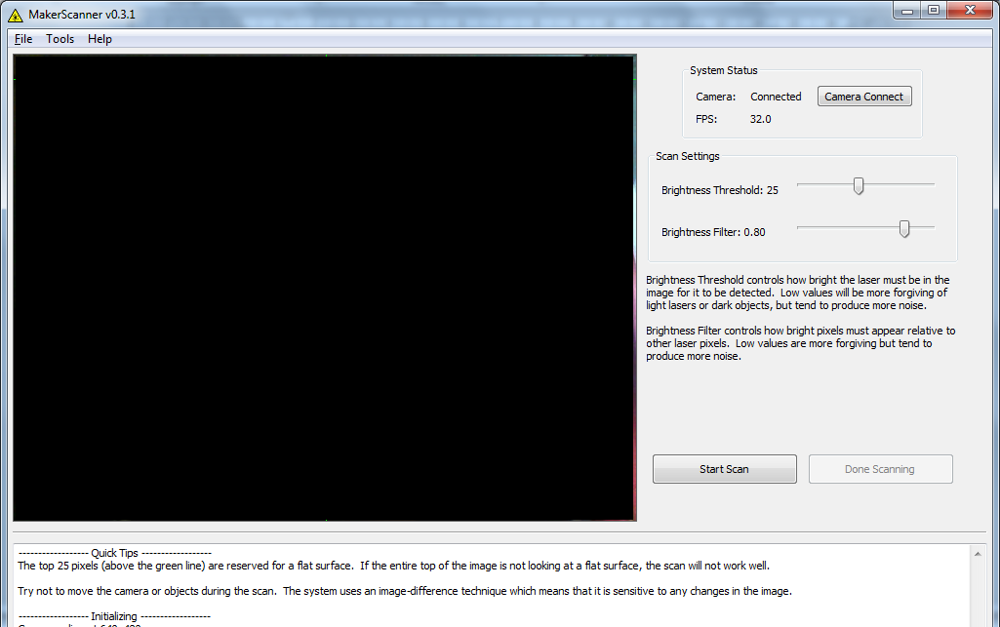 MakerScanner v0.3.1
File Tools Help
System Status
Camera: Connected Camera Connect
FPS: 32.0
Scan Settings
Brightness Threshold: 25
Brightness Filter: 0.80
Brightness Threshold controls how bright the laser must be in the
image for it to be detected.  Low values will be more forgiving of
light lasers or dark objects, but tend to produce more noise.
Brightness Filter controls how bright pixels must appear relative to
other laser pixels.  Low values are more forgiving but tend to
produce more noise.
Start Scan Done Scanning
------------------ Quick Tips ------------------
The top 25 pixels (above the green line) are reserved for a flat surface.  If the entire top of the image is not looking at a flat surface, the scan will not work well.
Try not to move the camera or objects during the scan.  The system uses an image-difference technique which means that it is sensitive to any changes in the image.
------------------ Initializing ------------------